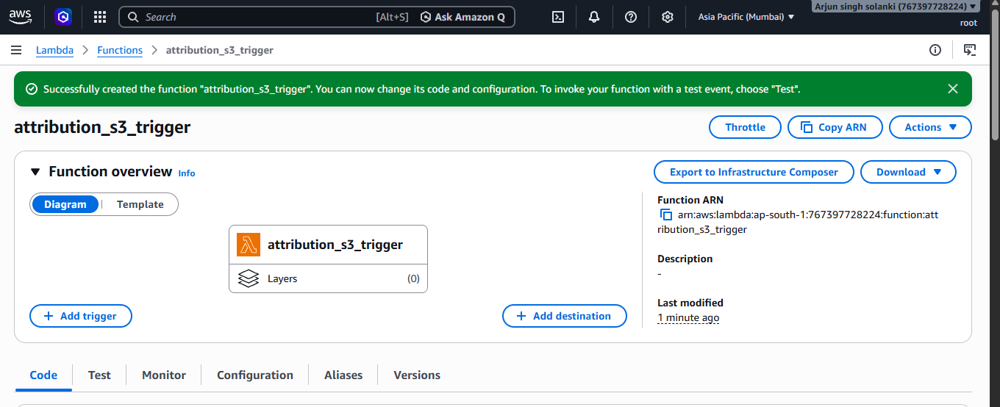 aws
Search [Alt+S] Ask Amazon Q
Asia Pacific (Mumbai)
Arjun singh solanki (767397728224)
root
Lambda Functions attribution_s3_trigger
Successfully created the function "attribution_s3_trigger". You can now change its code and configuration. To invoke your function with a test event, choose "Test".
attribution_s3_trigger
Throttle Copy ARN Actions
Function overview Info
Export to Infrastructure Composer Download
Diagram Template
attribution_s3_trigger
Layers (0)
+ Add trigger
+ Add destination
Function ARN
arn:aws:lambda:ap-south-1:767397728224:function:att
ribution_s3_trigger
Description
-
Last modified
1 minute ago
Code Test Monitor Configuration Aliases Versions